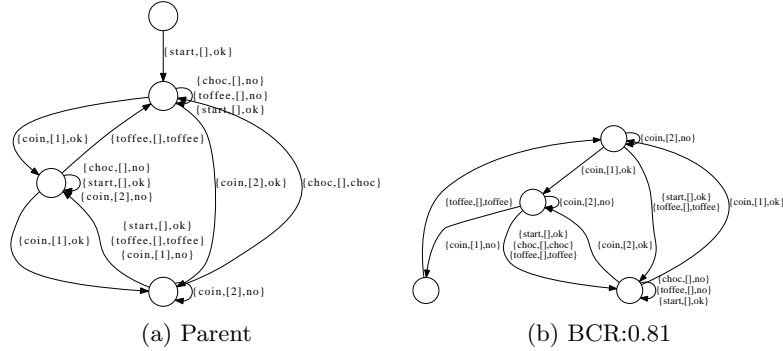 {start,[],ok}
{choc,[],no}
{toffee,[],no}
{start,[],ok}
{coin,[1],ok}
{toffee,[],toffee}
{choc,[],no}
{start,[],ok}
{coin,[2],no}
{coin,[2],ok}
{choc,[],choc}
{start,[],ok}
{toffee,[],toffee}
{coin,[1],no}
{coin,[1],ok}
{coin,[2],no}
(a) Parent
{coin,[2],no}
{coin,[1],ok}
{toffee,[],toffee}
{coin,[2],no}
{start,[],ok}
{toffee,[],toffee}
{coin,[1],ok}
{coin,[1],no}
{start,[],ok}
{choc,[],choc}
{toffee,[],toffee}
{coin,[2],ok}
{choc,[],no}
{toffee,[],no}
{start,[],ok}
(b) BCR:0.81